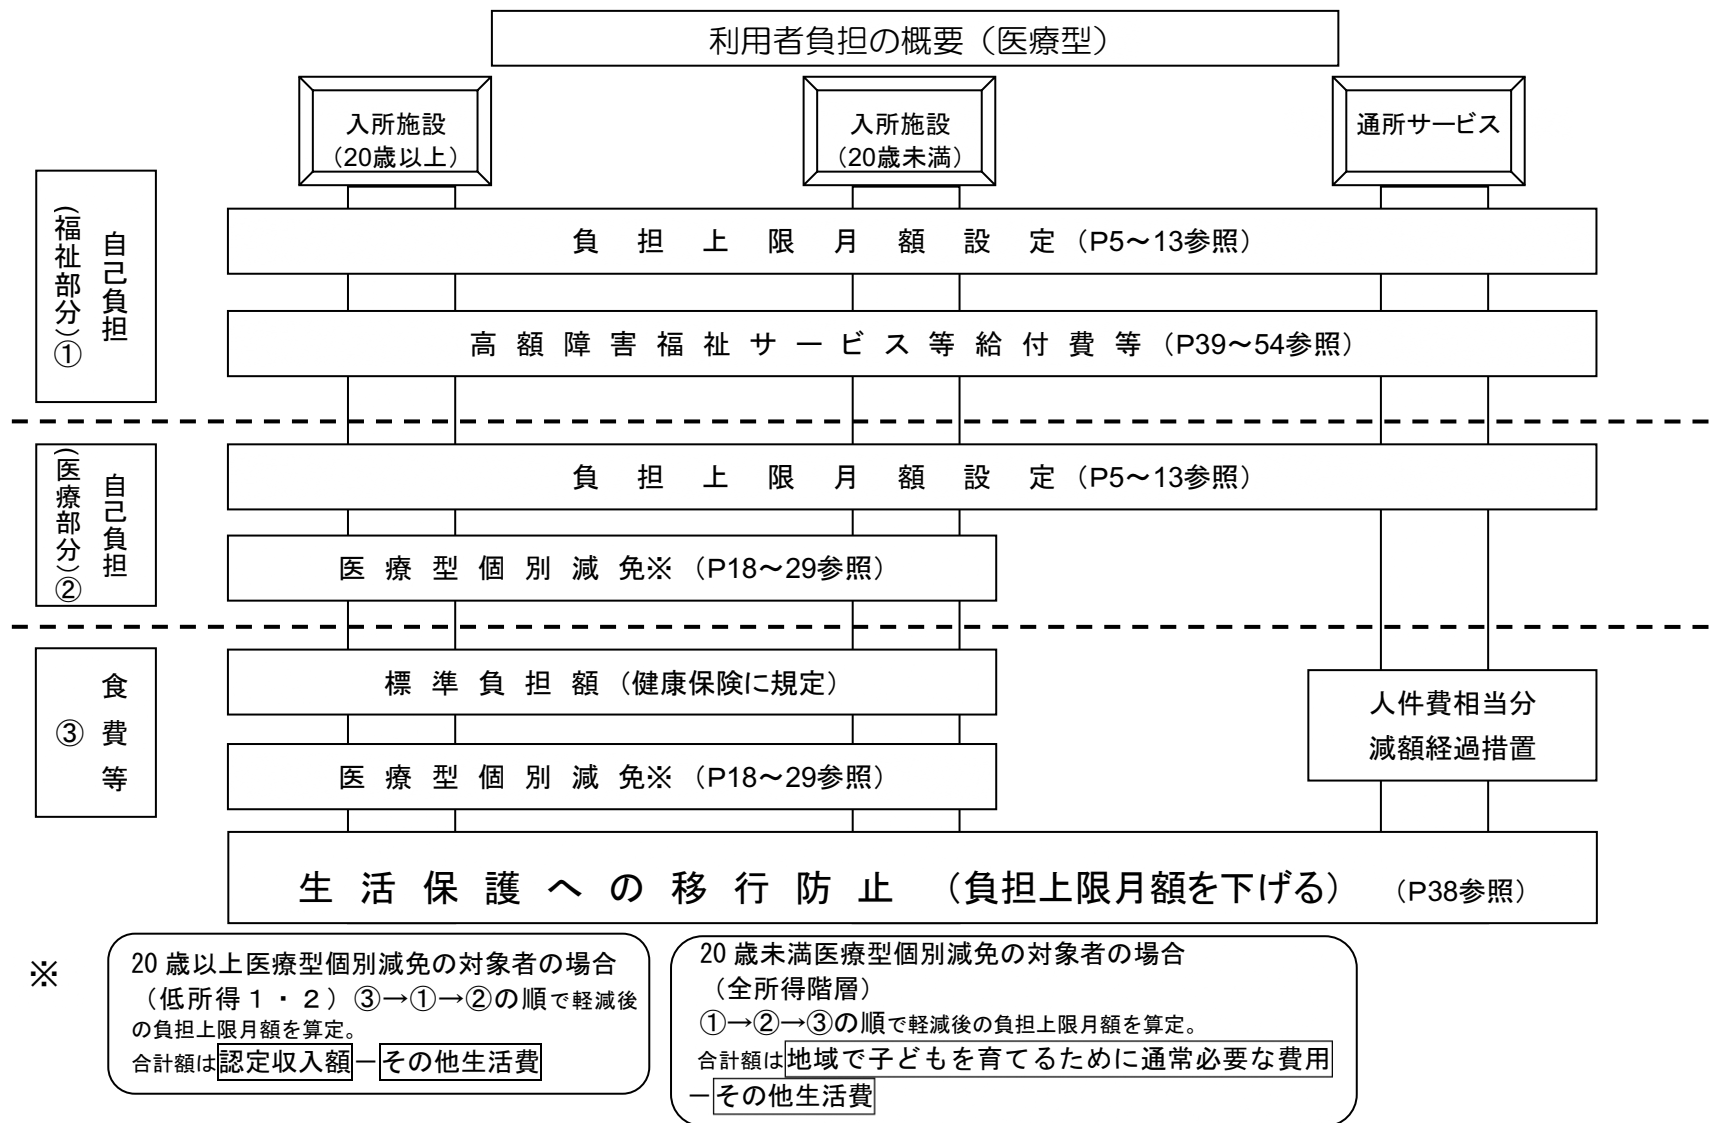 利用者負担の概要（医療型）
入所施設
（20歳以上）
入所施設
（20歳未満）
通所サービス
自己負担
（福祉部分）①
負担上限月額設定（P5～13参照）
高額障害福祉サービス等給付費等（P39～54参照）
自己負担
（医療部分）②
負担上限月額設定（P5～13参照）
医療型個別減免※（P18～29参照）
食費等
③
標準負担額（健康保険に規定）
人件費相当分
減額経過措置
医療型個別減免※（P18～29参照）
生活保護への移行防止（負担上限月額を下げる）（P38参照）
※
20歳以上医療型個別減免の対象者の場合
（低所得１・２）③→①→②の順で軽減後
の負担上限月額を算定。
合計額は認定収入額－その他生活費
20歳未満医療型個別減免の対象者の場合
（全所得階層）
①→②→③の順で軽減後の負担上限月額を算定。
合計額は地域で子どもを育てるために通常必要な費用
－その他生活費